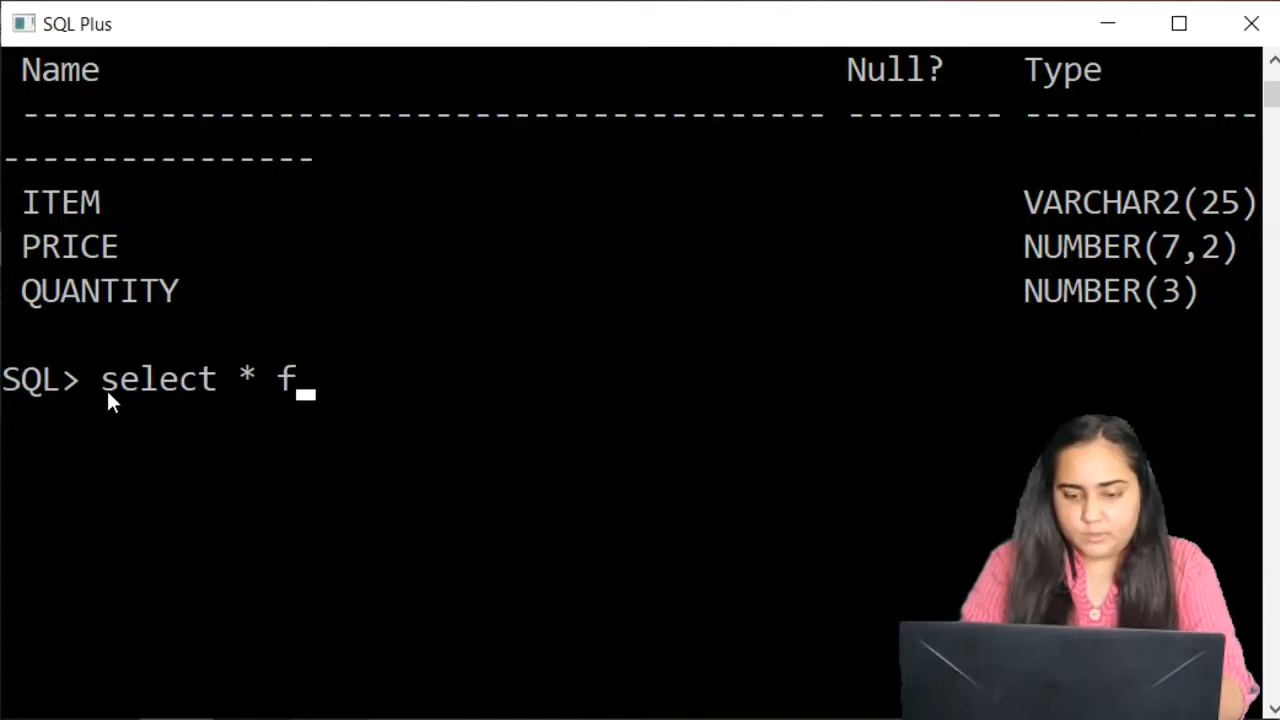 SQL Plus
Name Null? Type
----------------------------------------- -------- ------------
----------------
ITEM VARCHAR2(25)
PRICE NUMBER(7,2)
QUANTITY NUMBER(3)
SQL> select * f